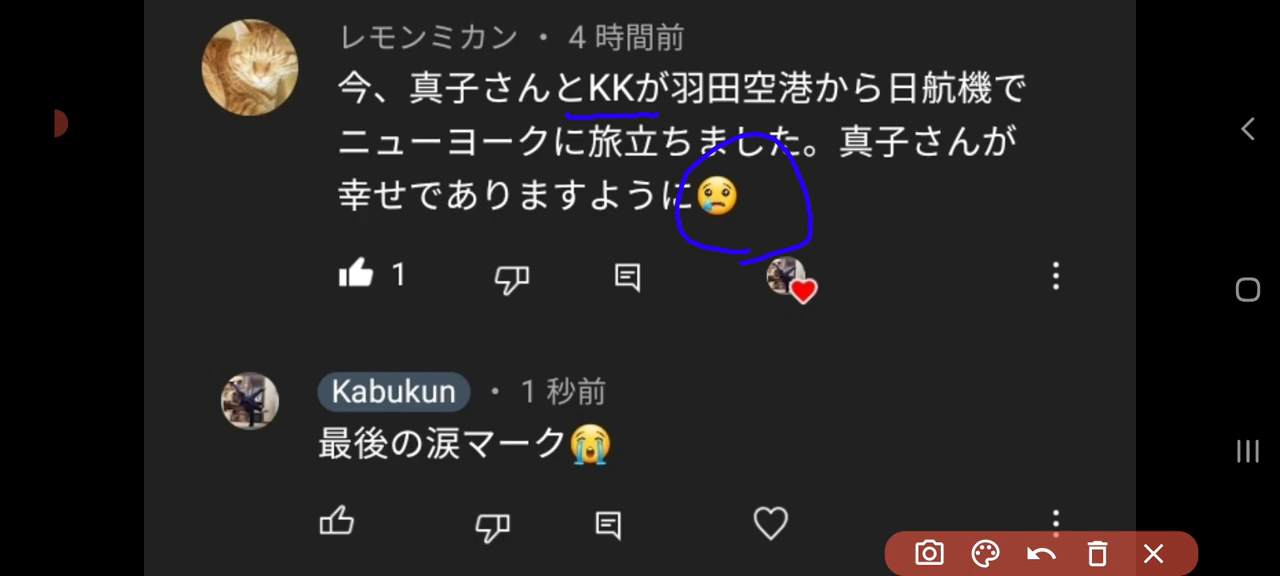 レモンミカン ・ 4 時間前
今、真子さんとKKが羽田空港から日航機で
ニューヨークに旅立ちました。真子さんが
幸せでありますように😢
1
Kabukun ・ 1 秒前
最後の涙マーク😭